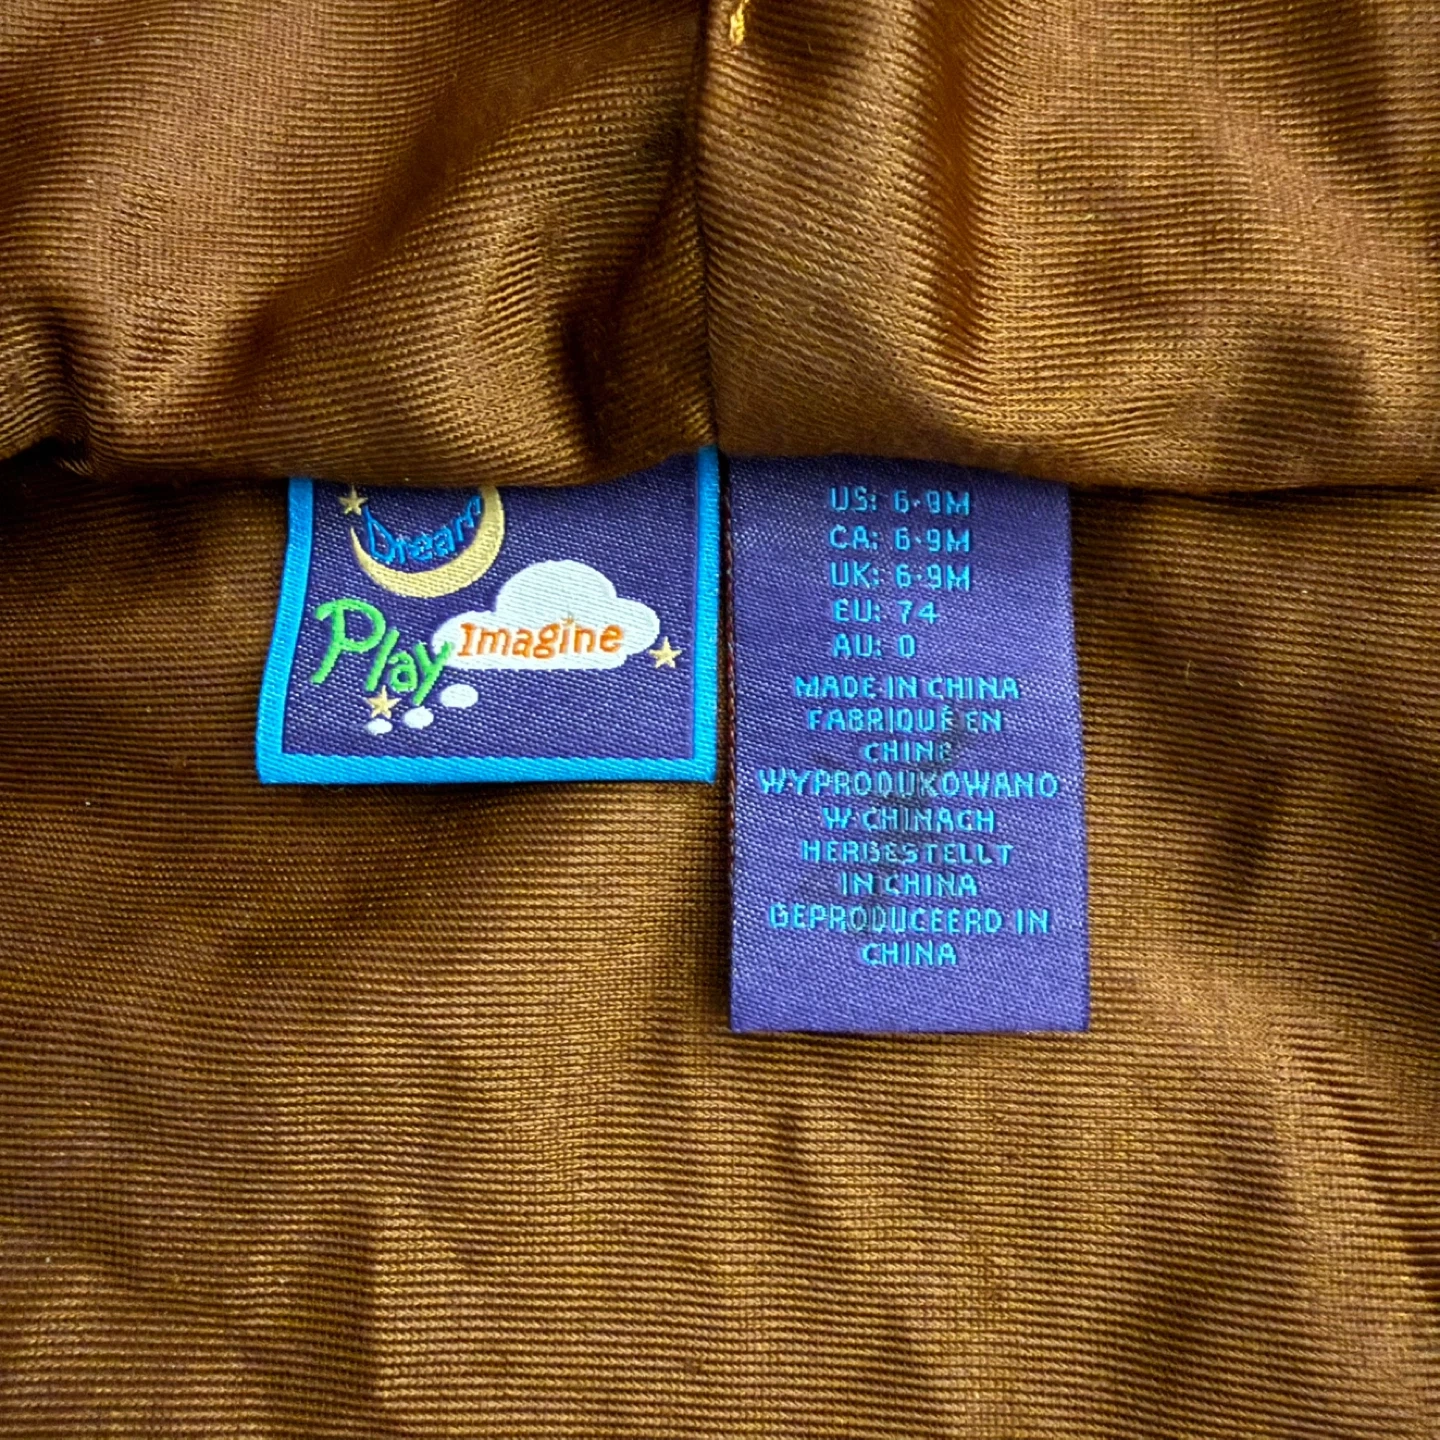 Dream
Play
Imagine
US: 6-9M
CA: 6-9M
UK: 6-9M
EU: 74
AU: 0
MADE IN CHINA
FABRIQUÉ EN
CHINE
WYPRODUKOWANO
W CHINACH
HERBESTELLT
IN CHINA
GEPRODUCEERD IN
CHINA